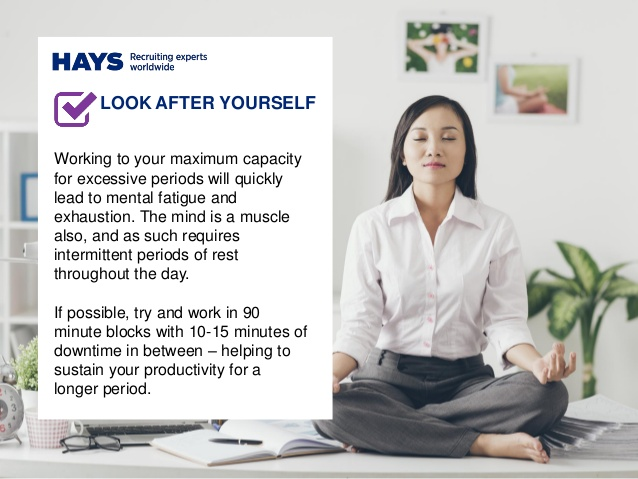 HAYS Recruiting experts
worldwide
LOOK AFTER YOURSELF
Working to your maximum capacity
for excessive periods will quickly
lead to mental fatigue and
exhaustion. The mind is a muscle
also, and as such requires
intermittent periods of rest
throughout the day.
If possible, try and work in 90
minute blocks with 10-15 minutes of
downtime in between – helping to
sustain your productivity for a
longer period.